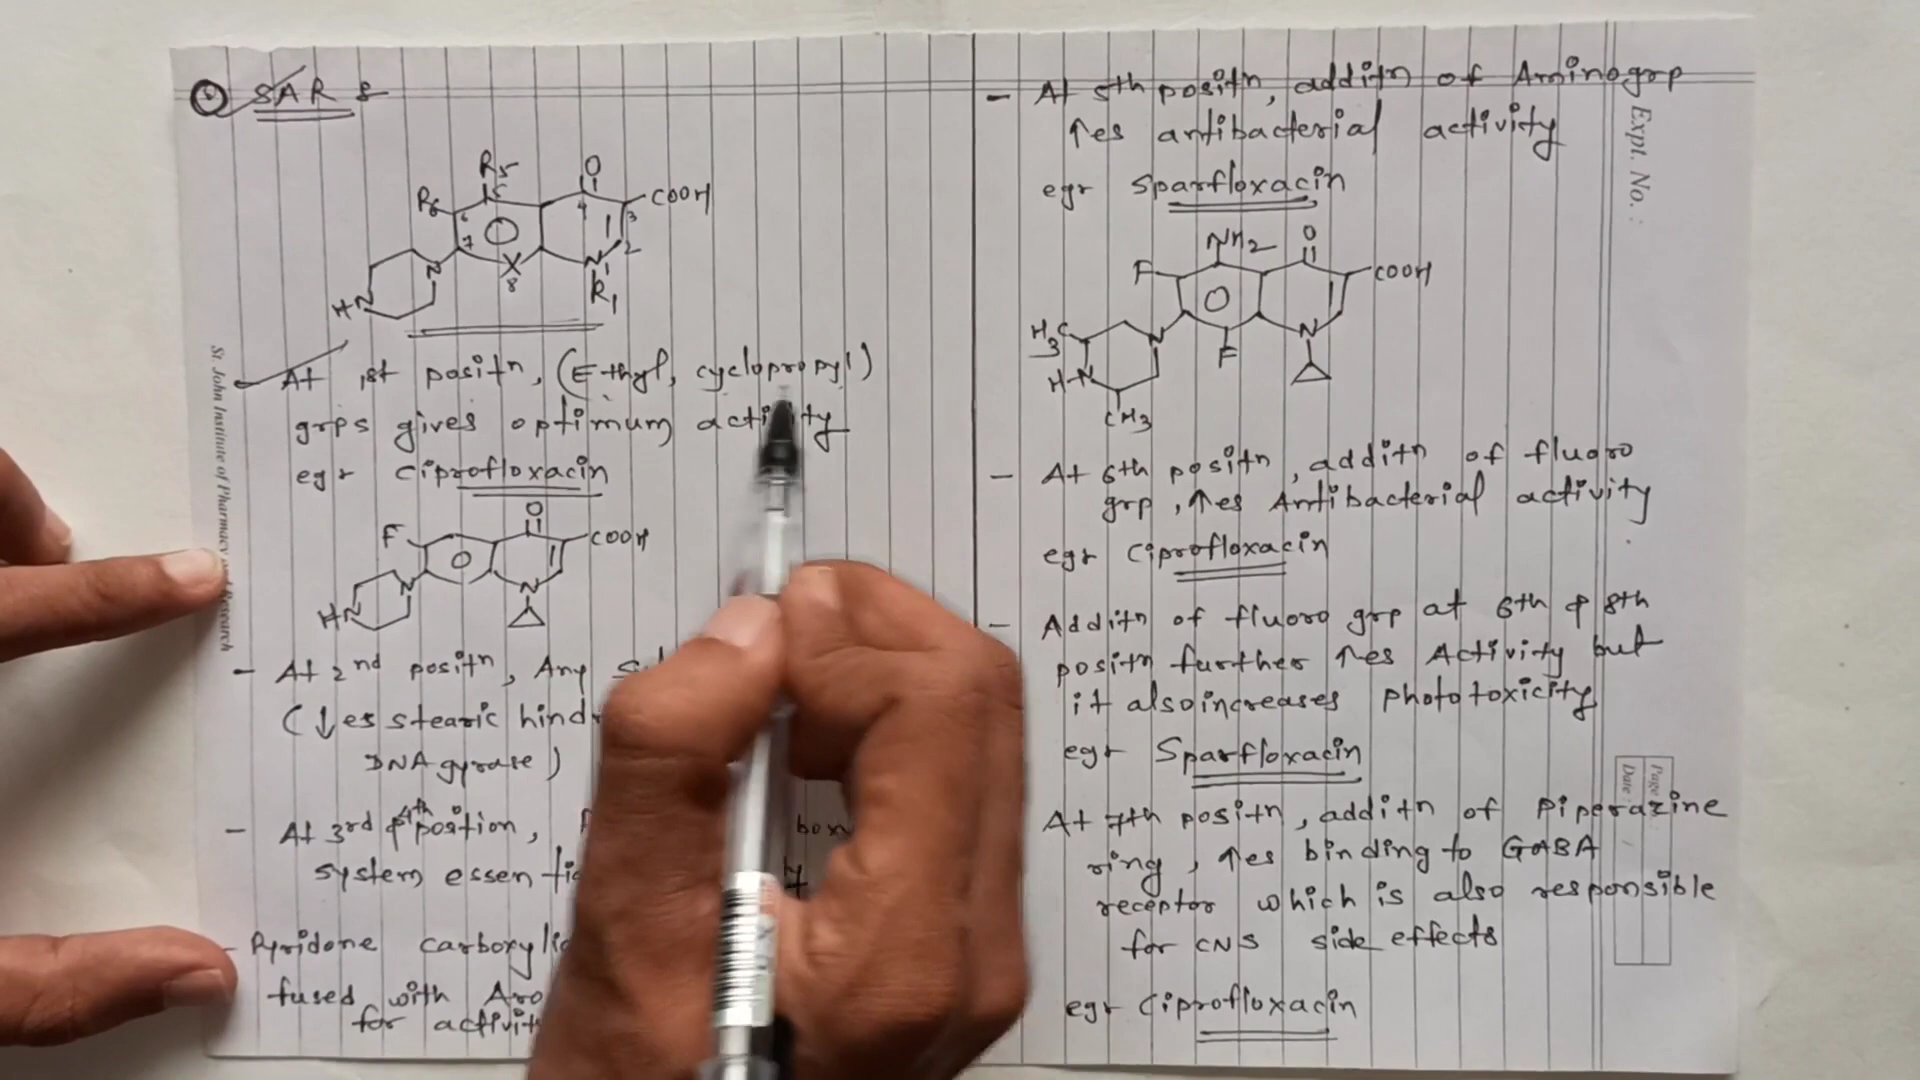 SAR :
R5
O
R6
5
6
4
COOH
3
7
2
N
X
N
1
8
HN
R1
- At 1st positn, (Ethyl, cyclopropyl)
grps gives optimum activity
egr Ciprofloxacin
O
F
COOH
O
N
N
HN
- At 2nd positn, Any
(↓es stearic
DNA gyrase)
- At 3rd & 4th position,
system
- Pyridone
fused with
for
St. John Institute of Pharmacy and Research
- At 5th positn, additn of Aminogrp
↑es antibacterial activity
egr Sparfloxacin
NH2
O
F
COOH
O
H3C
N
N
F
H-N
CH3
- At 6th positn, additn of fluoro
grp, ↑es Antibacterial activity
egr Ciprofloxacin
- Additn of fluoro grp at 6th & 8th
positn further ↑es Activity but
it also increases phototoxicity
egr Sparfloxacin
At 7th positn, additn of Piperazine
ring, ↑es binding to GABA
receptor which is also responsible
for CNS side effects
egr Ciprofloxacin
Expt. No. :
Page
Date